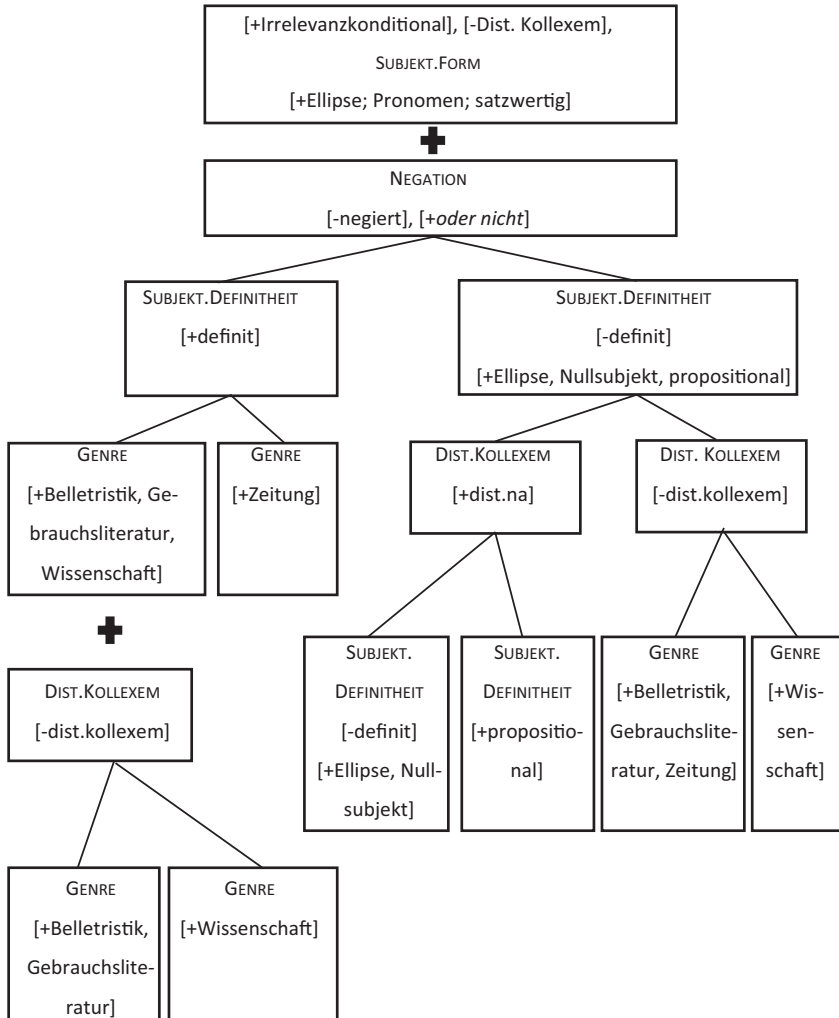 [+Irrelevanzkonditional], [-Dist. Kollexem],
SUBJEKT.FORM
[+Ellipse; Pronomen; satzwertig]
NEGATION
[-negiert], [+oder nicht]
SUBJEKT.DEFINITHEIT
[+definit]
SUBJEKT.DEFINITHEIT
[-definit]
[+Ellipse, Nullsubjekt, propositional]
GENRE
[+Belletristik, Ge-
brauchsliteratur,
Wissenschaft]
GENRE
[+Zeitung]
DIST.KOLLEXEM
[+dist.na]
DIST. KOLLEXEM
[-dist.kollexem]
DIST.KOLLEXEM
[-dist.kollexem]
SUBJEKT.
DEFINITHEIT
[-definit]
[+Ellipse, Null-
subjekt]
SUBJEKT.
DEFINITHEIT
[+propositio-
nal]
GENRE
[+Belletristik,
Gebrauchslite-
ratur, Zeitung]
GENRE
[+Wis-
sen-
schaft]
GENRE
[+Belletristik,
Gebrauchslite-
ratur]
GENRE
[+Wissenschaft]